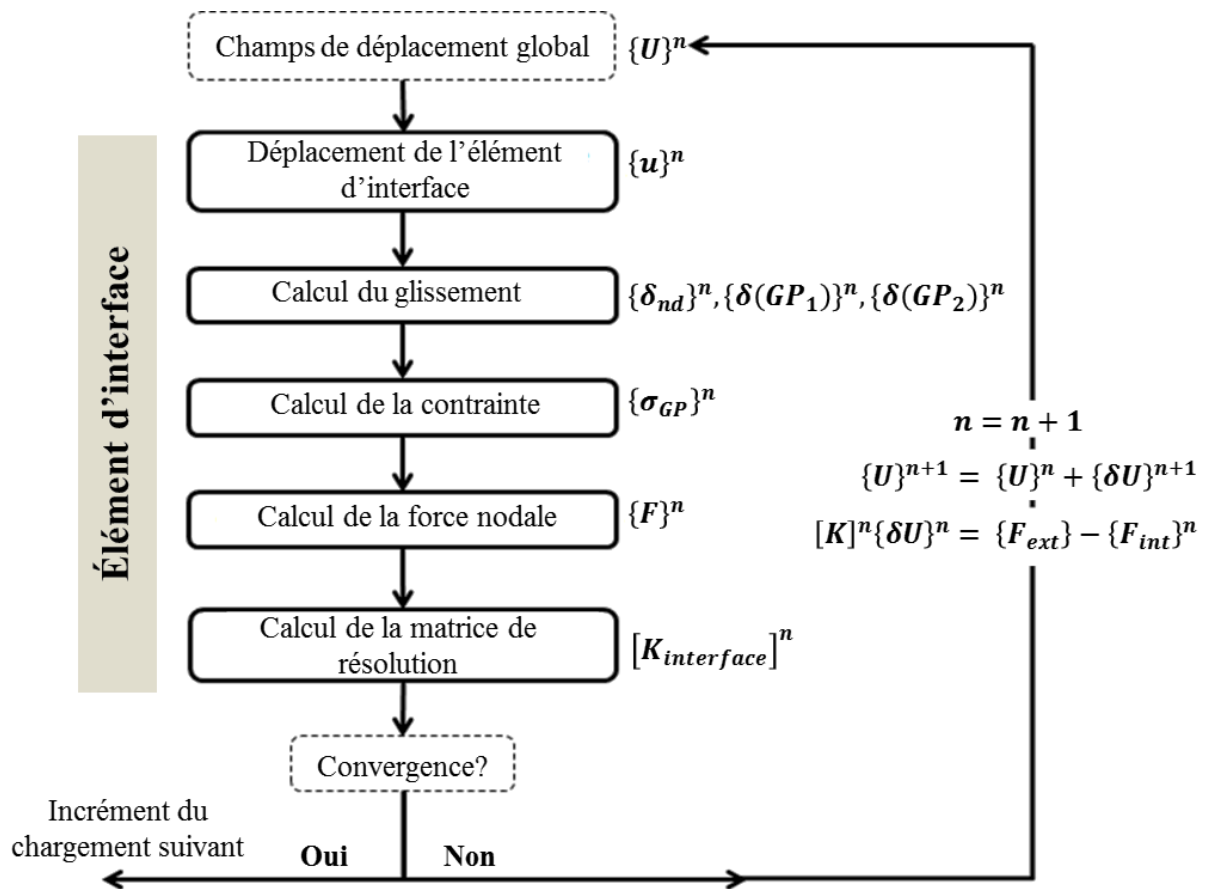 Champs de déplacement global
{U}ⁿ
Déplacement de l'élément
d'interface
{u}ⁿ
Élément d'interface
Calcul du glissement
{δ_nd}ⁿ, {δ(GP₁)}ⁿ, {δ(GP₂)}ⁿ
Calcul de la contrainte
{σ_GP}ⁿ
Calcul de la force nodale
{F}ⁿ
Calcul de la matrice de
résolution
[K_interface]ⁿ
n = n + 1
{U}ⁿ⁺¹ = {U}ⁿ + {δU}ⁿ⁺¹
[K]ⁿ{δU}ⁿ = {F_ext} − {F_int}ⁿ
Convergence?
Incrément du
chargement suivant
Oui
Non